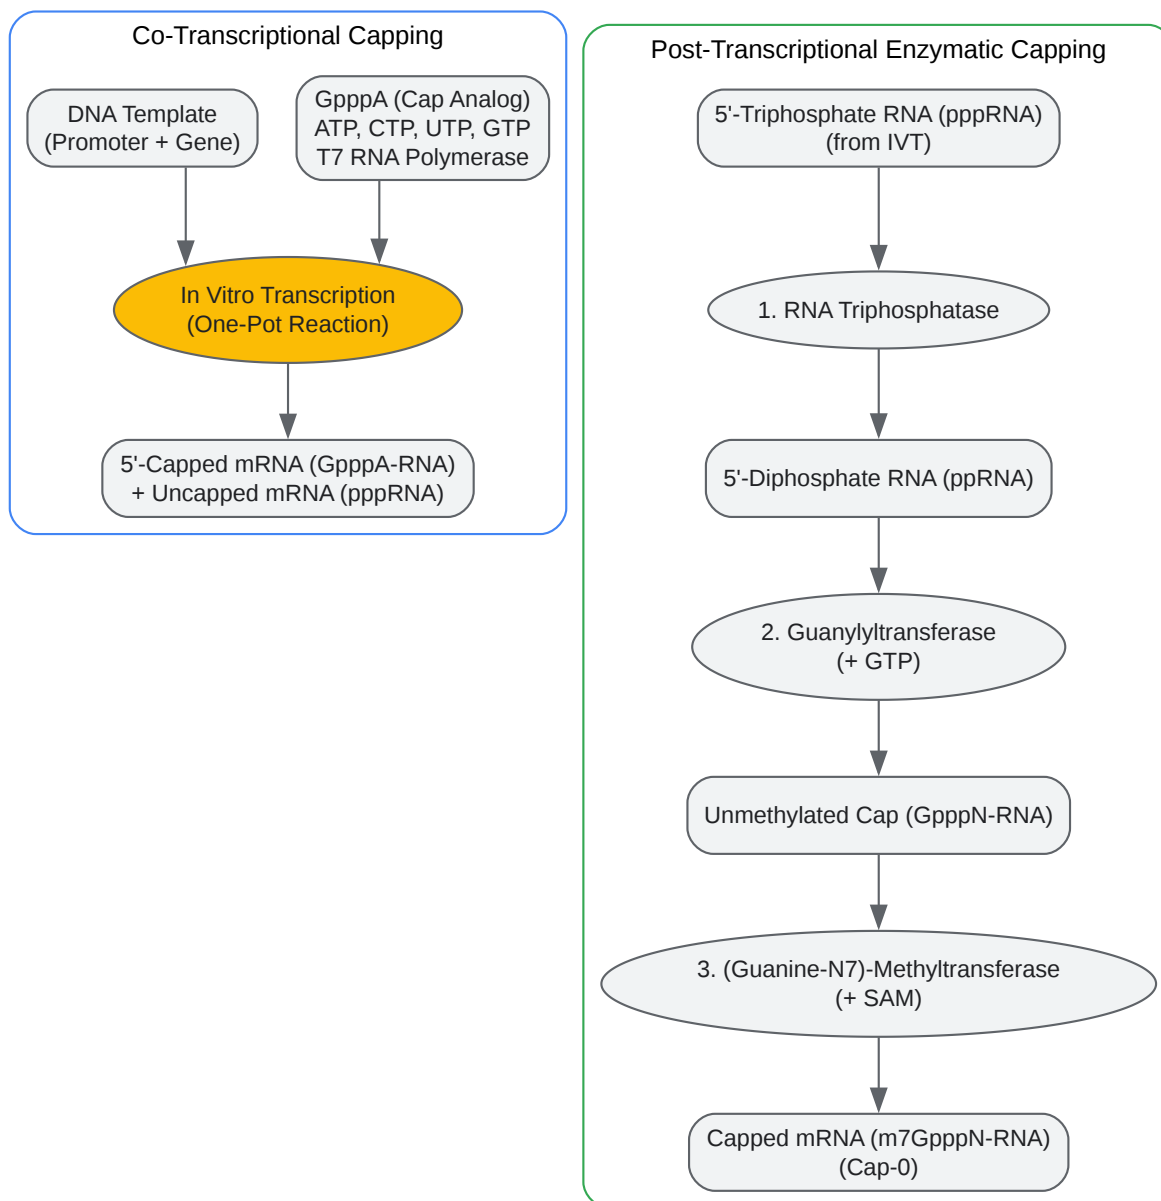 Co-Transcriptional Capping
DNA Template
(Promoter + Gene)
GpppA (Cap Analog)
ATP, CTP, UTP, GTP
T7 RNA Polymerase
In Vitro Transcription
(One-Pot Reaction)
5'-Capped mRNA (GpppA-RNA)
+ Uncapped mRNA (pppRNA)
Post-Transcriptional Enzymatic Capping
5'-Triphosphate RNA (pppRNA)
(from IVT)
1. RNA Triphosphatase
5'-Diphosphate RNA (ppRNA)
2. Guanylyltransferase
(+ GTP)
Unmethylated Cap (GpppN-RNA)
3. (Guanine-N7)-Methyltransferase
(+ SAM)
Capped mRNA (m7GpppN-RNA)
(Cap-0)